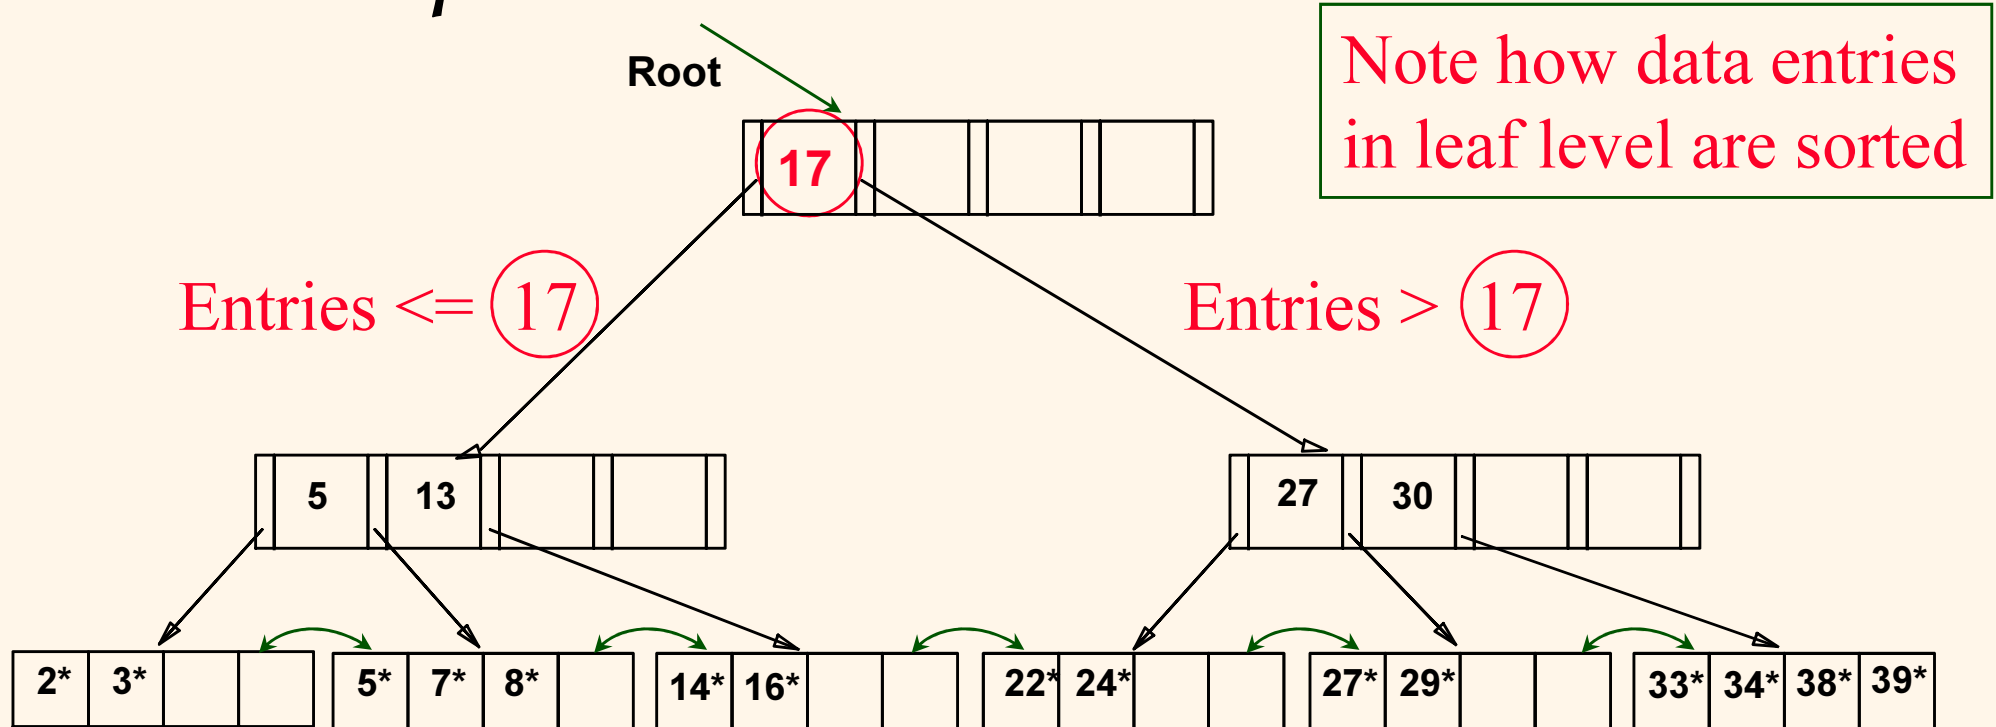 Root
Note how data entries
in leaf level are sorted
17
Entries <= 17
Entries > 17
5 13
27 30
2* 3* 5* 7* 8* 14* 16* 22* 24* 27* 29* 33* 34* 38* 39*